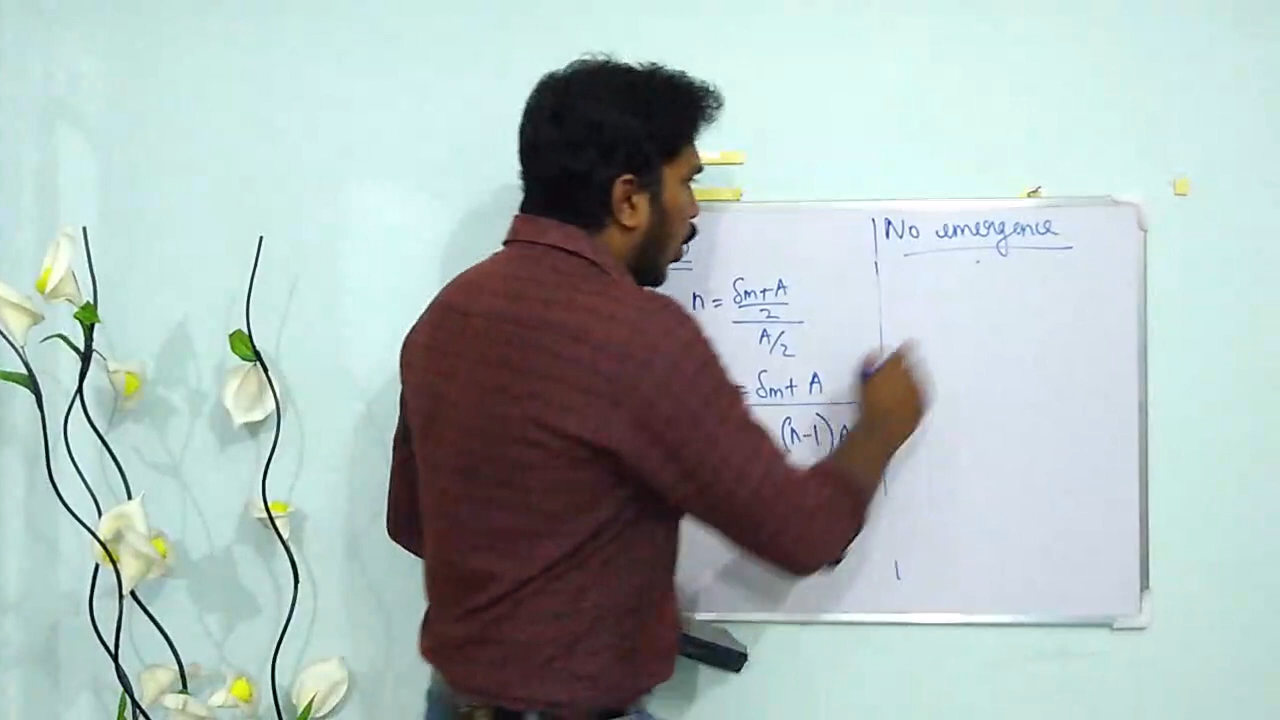 n = δm+A
2
A/2
= δm+ A
(n-1)A
No emergence